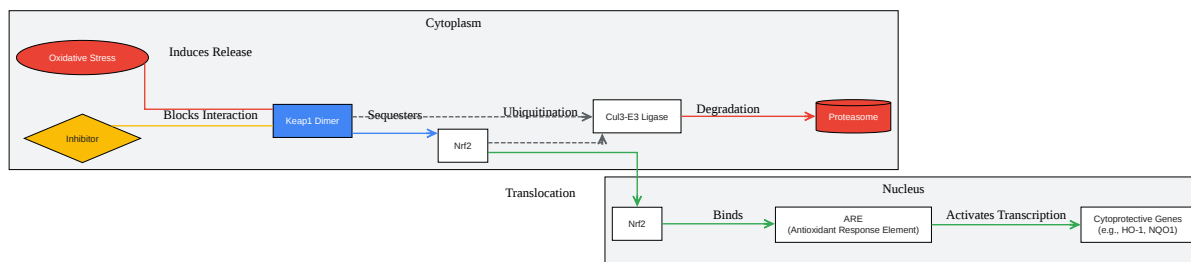 Cytoplasm
Oxidative Stress
Induces Release
Inhibitor
Blocks Interaction
Keap1 Dimer
Sequesters
Nrf2
Ubiquitination
Cul3-E3 Ligase
Degradation
Proteasome
Translocation
Nucleus
Nrf2
Binds
ARE
(Antioxidant Response Element)
Activates Transcription
Cytoprotective Genes
(e.g., HO-1, NQO1)